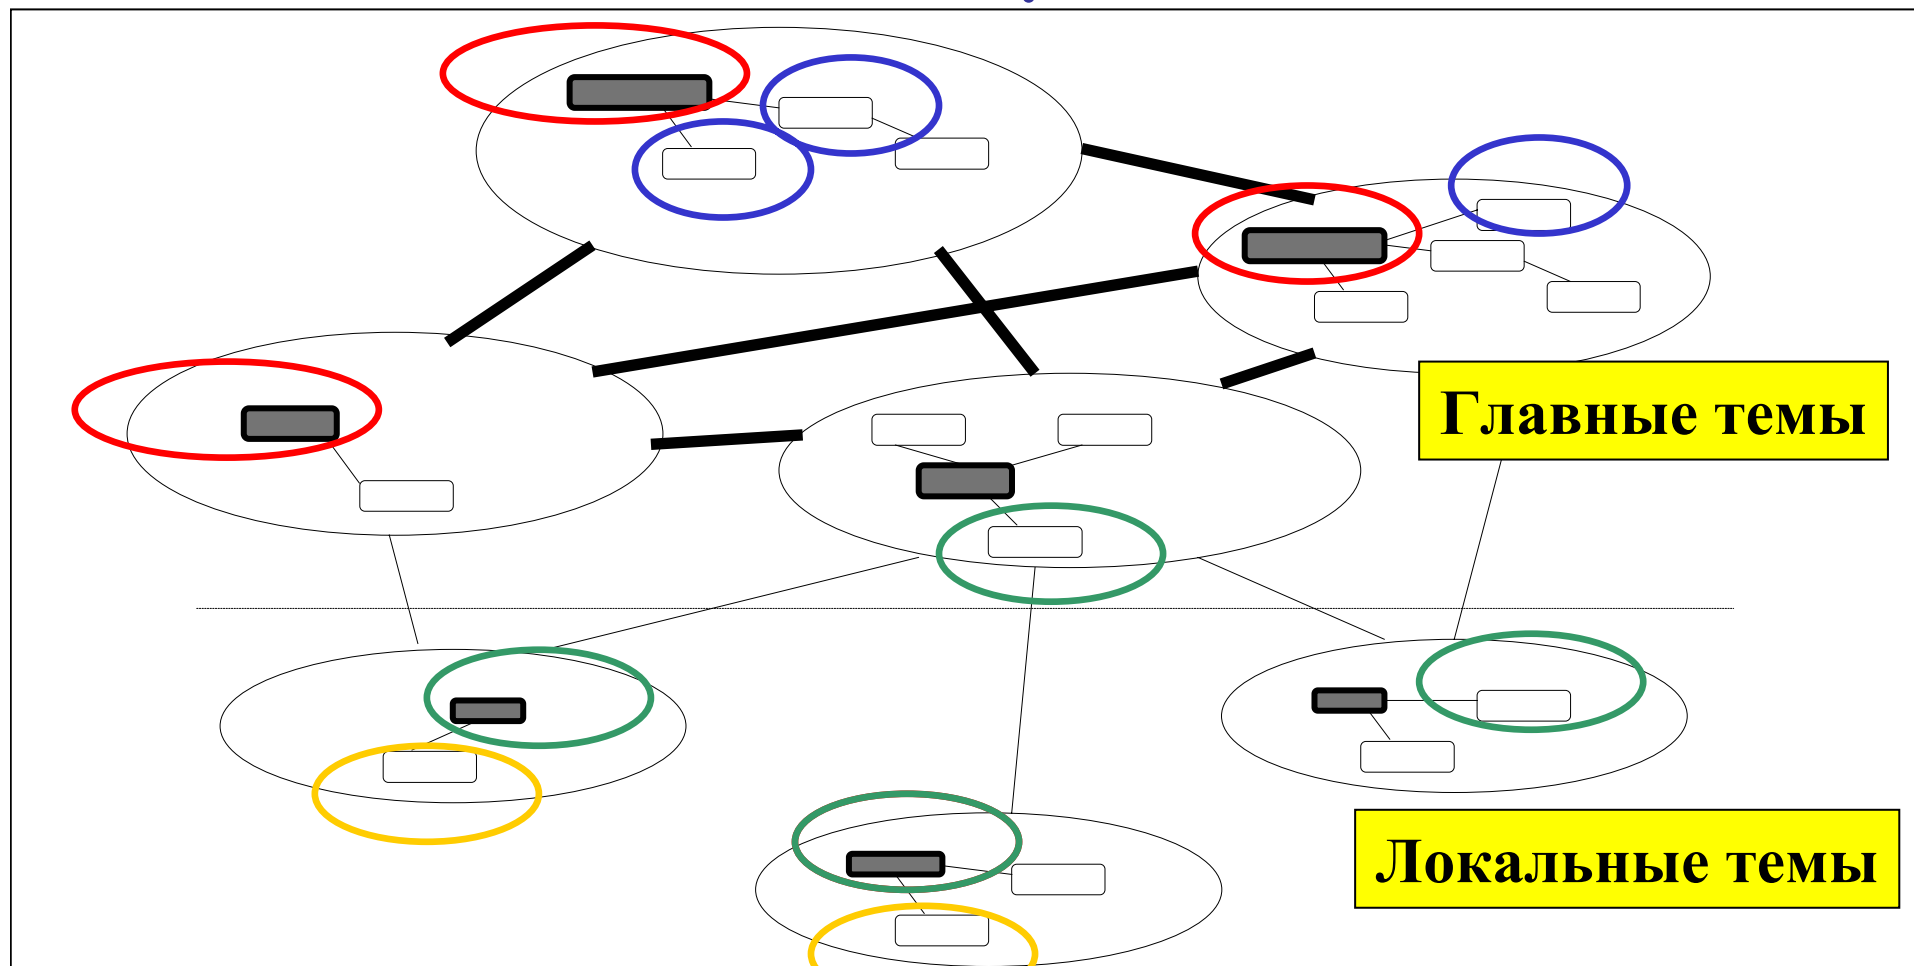 Главные темы
Локальные темы